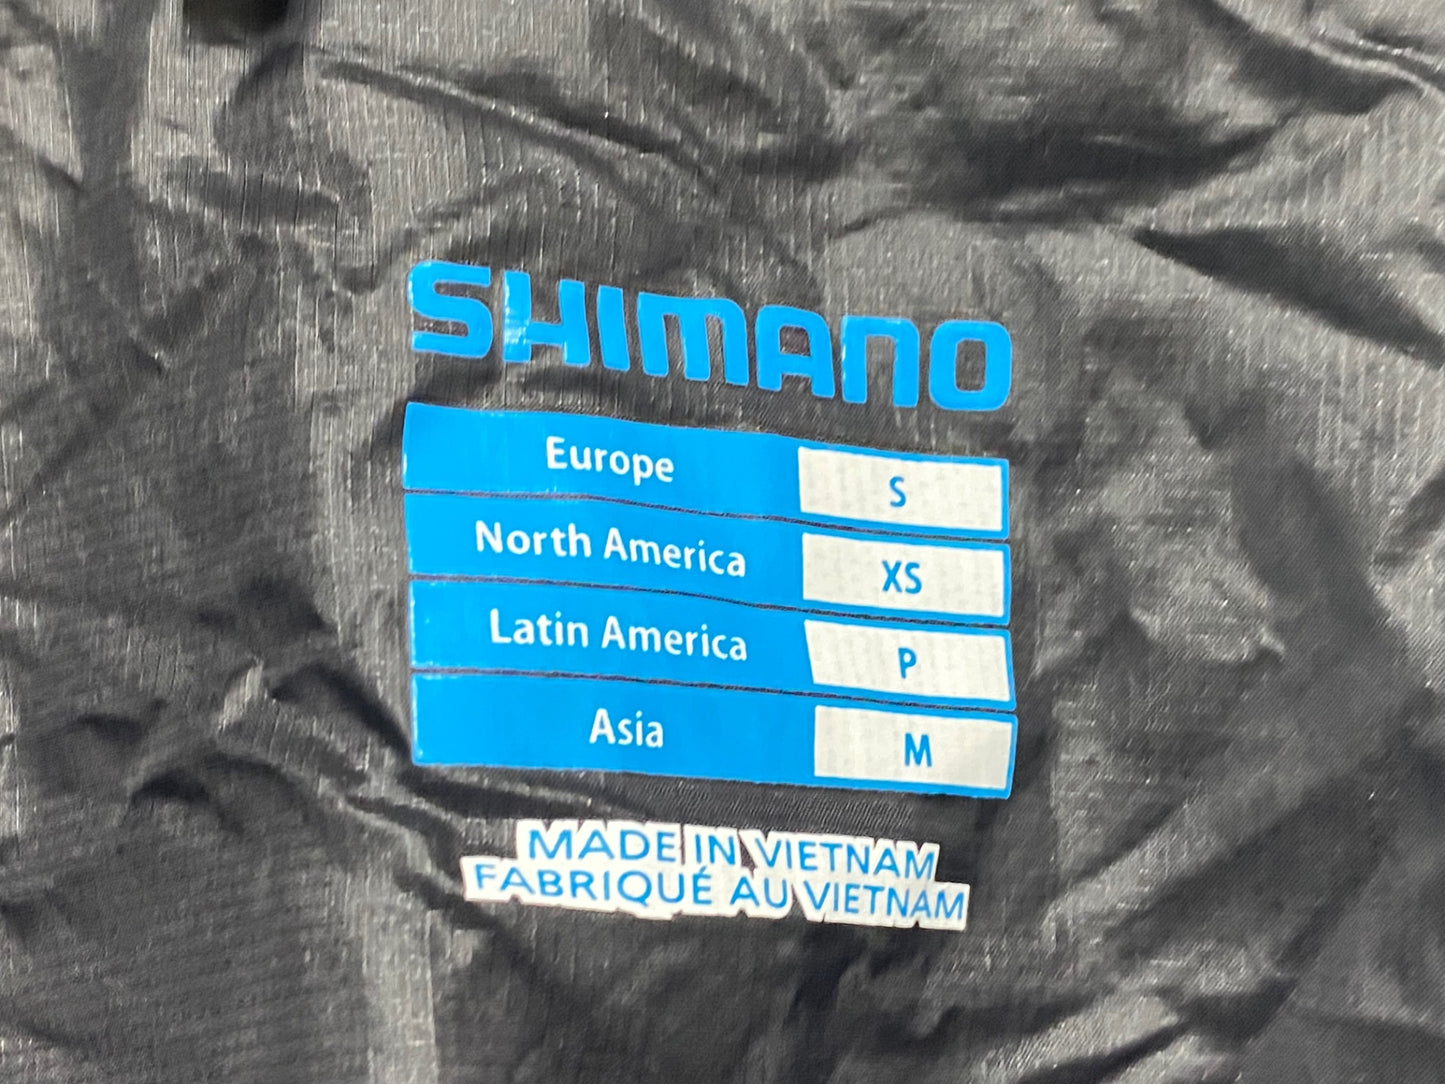 SHIMANO
Europe S
North America XS
Latin America P
Asia M
MADE IN VIETNAM
FABRIQUÉ AU VIETNAM